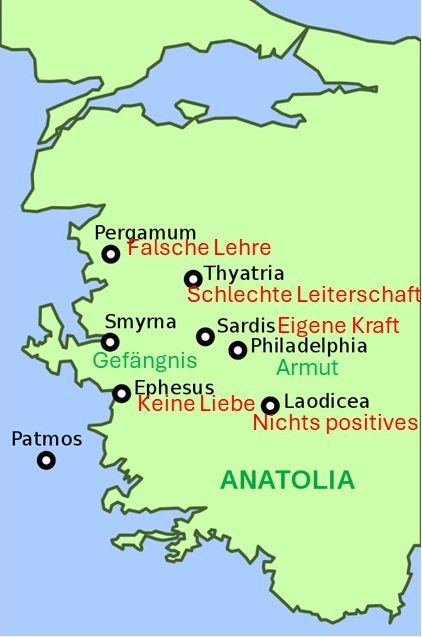 Pergamum
Falsche Lehre
Thyatria
Schlechte Leiterschaft
Smyrna
Sardis Eigene Kraft
Philadelphia
Gefängnis
Armut
Ephesus
Keine Liebe
Laodicea
Nichts positives
Patmos
ANATOLIA